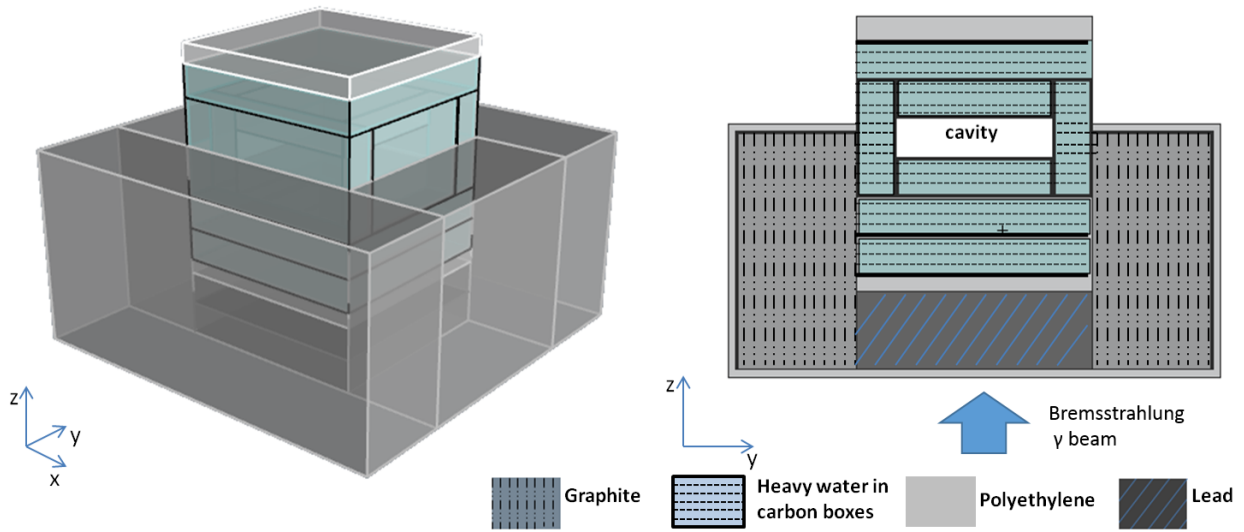 cavity
z
y
x
z
y
Bremsstrahlung
γ beam
Graphite
Heavy water in
carbon boxes
Polyethylene
Lead